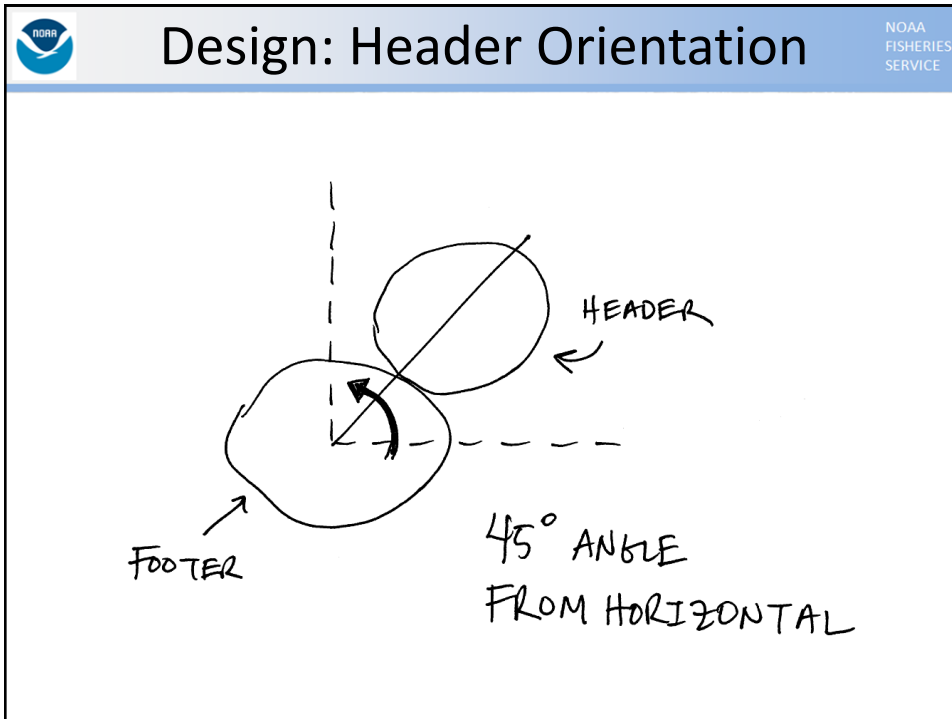 NOAA
Design: Header Orientation
NOAA
FISHERIES
SERVICE
HEADER
FOOTER
45° ANGLE
FROM HORIZONTAL